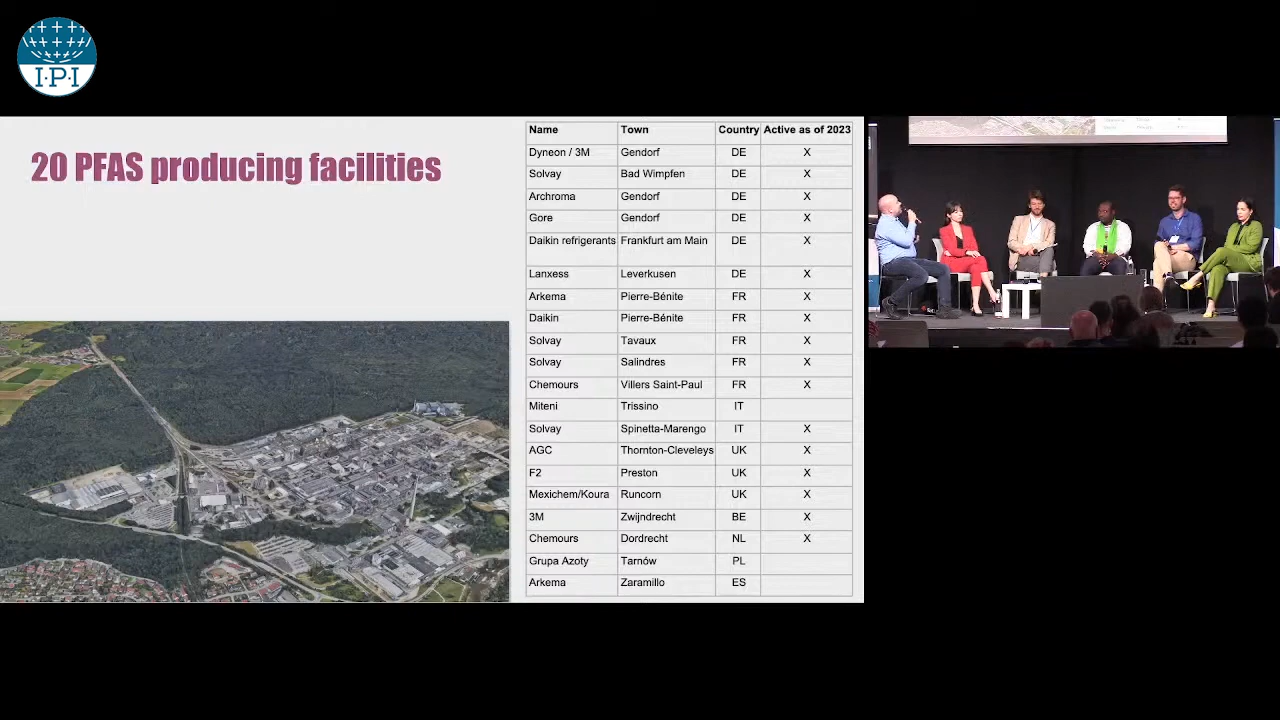 I·P·I
20 PFAS producing facilities
Name Town Country Active as of 2023
Dyneon / 3M Gendorf DE X
Solvay Bad Wimpfen DE X
Archroma Gendorf DE X
Gore Gendorf DE X
Daikin refrigerants Frankfurt am Main DE X
Lanxess Leverkusen DE X
Arkema Pierre-Bénite FR X
Daikin Pierre-Bénite FR X
Solvay Tavaux FR X
Solvay Salindres FR X
Chemours Villers Saint-Paul FR X
Miteni Trissino IT
Solvay Spinetta-Marengo IT X
AGC Thornton-Cleveleys UK X
F2 Preston UK X
Mexichem/Koura Runcorn UK X
3M Zwijndrecht BE X
Chemours Dordrecht NL X
Grupa Azoty Tarnów PL
Arkema Zaramillo ES